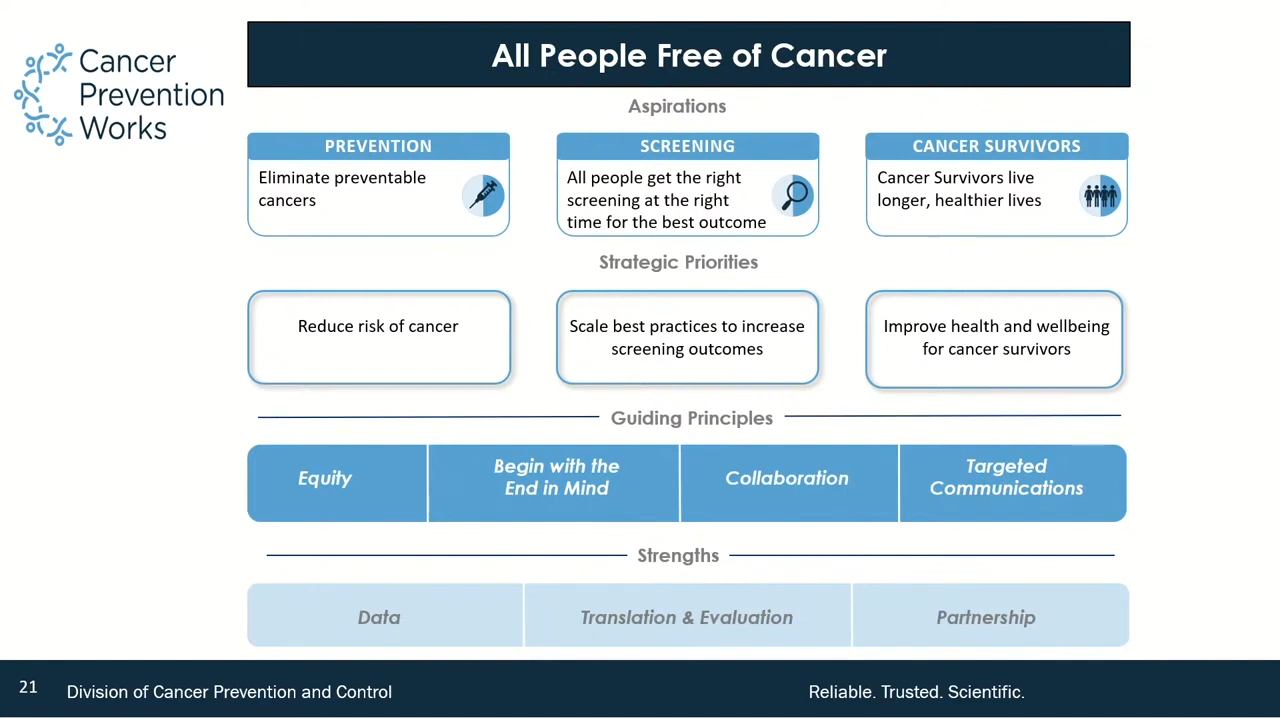 Cancer
Prevention
Works
All People Free of Cancer
Aspirations
PREVENTION
Eliminate preventable
cancers
SCREENING
All people get the right
screening at the right
time for the best outcome
CANCER SURVIVORS
Cancer Survivors live
longer, healthier lives
Strategic Priorities
Reduce risk of cancer
Scale best practices to increase
screening outcomes
Improve health and wellbeing
for cancer survivors
Guiding Principles
Equity
Begin with the
End in Mind
Collaboration
Targeted
Communications
Strengths
Data
Translation & Evaluation
Partnership
21
Division of Cancer Prevention and Control
Reliable. Trusted. Scientific.